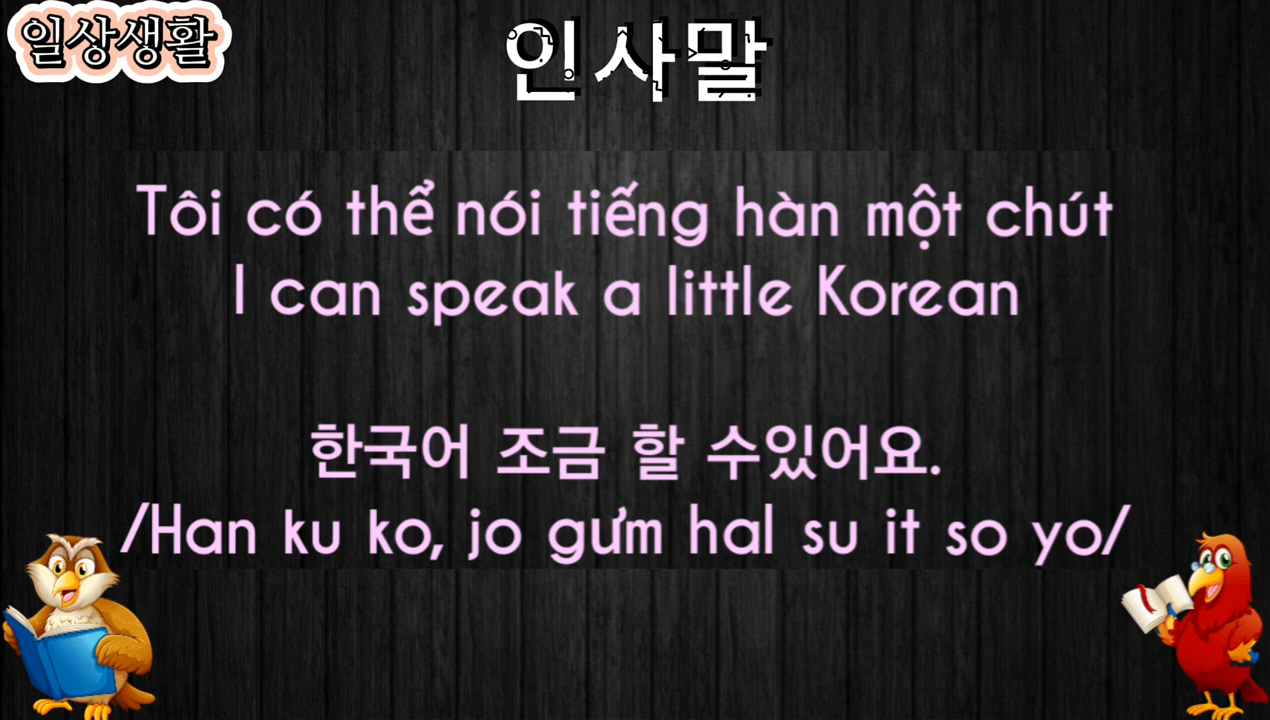 일상생활
인사말
Tôi có thể nói tiếng hàn một chút
I can speak a little Korean
한국어 조금 할 수있어요.
/Han ku ko, jo gưm hal su it so yo/